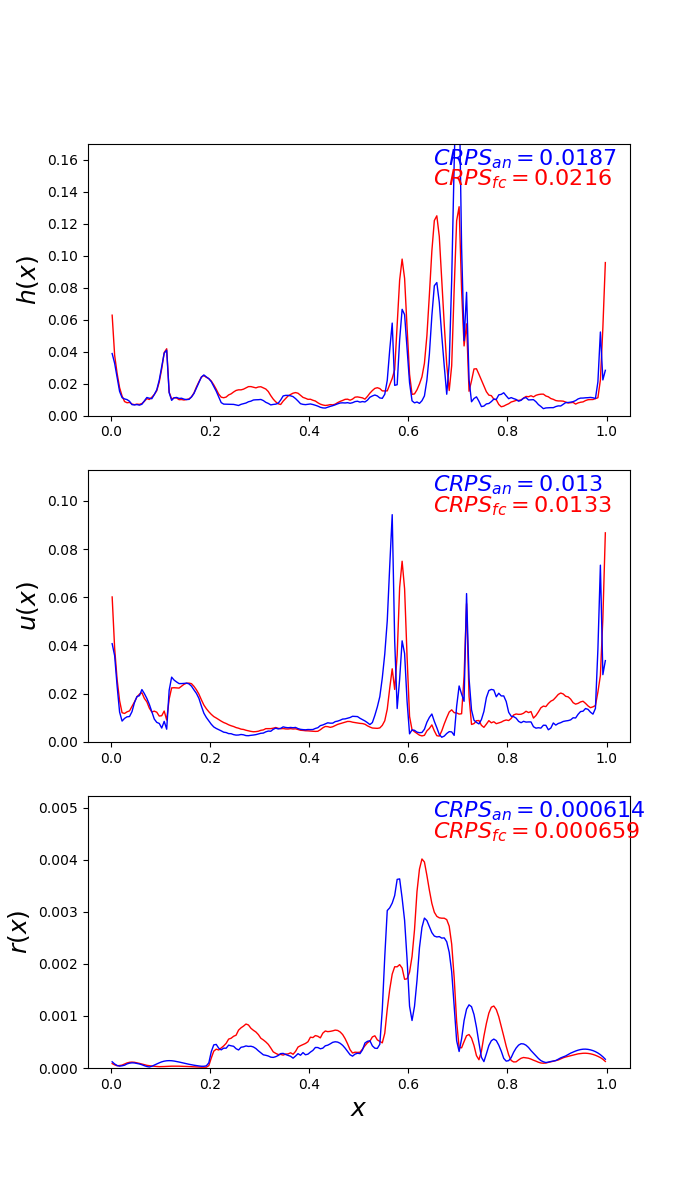 CRPS_an = 0.0187
CRPS_fc = 0.0216
h(x)
0.16
0.14
0.12
0.10
0.08
0.06
0.04
0.02
0.00
0.0 0.2 0.4 0.6 0.8 1.0
CRPS_an = 0.013
CRPS_fc = 0.0133
u(x)
0.10
0.08
0.06
0.04
0.02
0.00
0.0 0.2 0.4 0.6 0.8 1.0
CRPS_an = 0.000614
CRPS_fc = 0.000659
r(x)
0.005
0.004
0.003
0.002
0.001
0.000
0.0 0.2 0.4 0.6 0.8 1.0
x